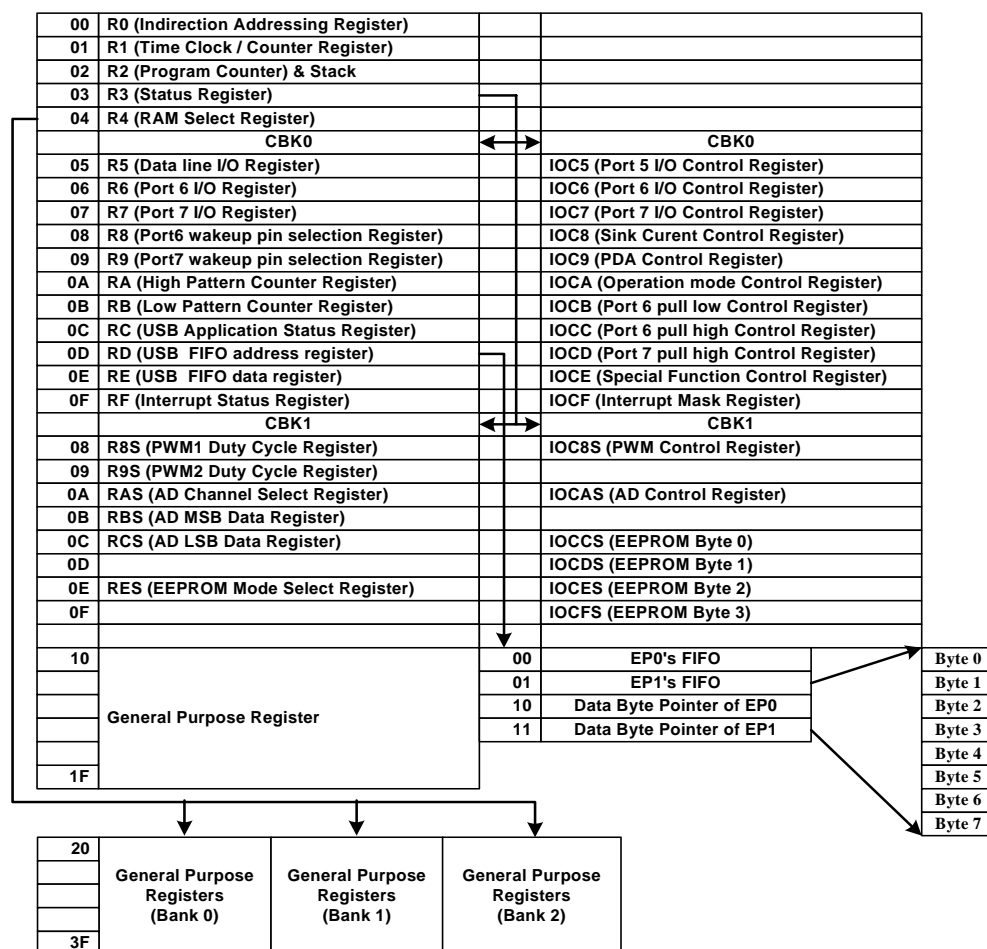 00 R0 (Indirection Addressing Register)
01 R1 (Time Clock / Counter Register)
02 R2 (Program Counter) & Stack
03 R3 (Status Register)
04 R4 (RAM Select Register)
CBK0 CBK0
05 R5 (Data line I/O Register) IOC5 (Port 5 I/O Control Register)
06 R6 (Port 6 I/O Register) IOC6 (Port 6 I/O Control Register)
07 R7 (Port 7 I/O Register) IOC7 (Port 7 I/O Control Register)
08 R8 (Port6 wakeup pin selection Register) IOC8 (Sink Curent Control Register)
09 R9 (Port7 wakeup pin selection Register) IOC9 (PDA Control Register)
0A RA (High Pattern Counter Register) IOCA (Operation mode Control Register)
0B RB (Low Pattern Counter Register) IOCB (Port 6 pull low Control Register)
0C RC (USB Application Status Register) IOCC (Port 6 pull high Control Register)
0D RD (USB FIFO address register) IOCD (Port 7 pull high Control Register)
0E RE (USB FIFO data register) IOCE (Special Function Control Register)
0F RF (Interrupt Status Register) IOCF (Interrupt Mask Register)
CBK1 CBK1
08 R8S (PWM1 Duty Cycle Register) IOC8S (PWM Control Register)
09 R9S (PWM2 Duty Cycle Register)
0A RAS (AD Channel Select Register) IOCAS (AD Control Register)
0B RBS (AD MSB Data Register)
0C RCS (AD LSB Data Register) IOCCS (EEPROM Byte 0)
0D IOCDS (EEPROM Byte 1)
0E RES (EEPROM Mode Select Register) IOCES (EEPROM Byte 2)
0F IOCFS (EEPROM Byte 3)
10 00 EP0's FIFO Byte 0
01 EP1's FIFO Byte 1
10 Data Byte Pointer of EP0 Byte 2
General Purpose Register
11 Data Byte Pointer of EP1 Byte 3
Byte 4
1F Byte 5
Byte 6
Byte 7
20
General Purpose General Purpose General Purpose
Registers Registers Registers
(Bank 0) (Bank 1) (Bank 2)
3F